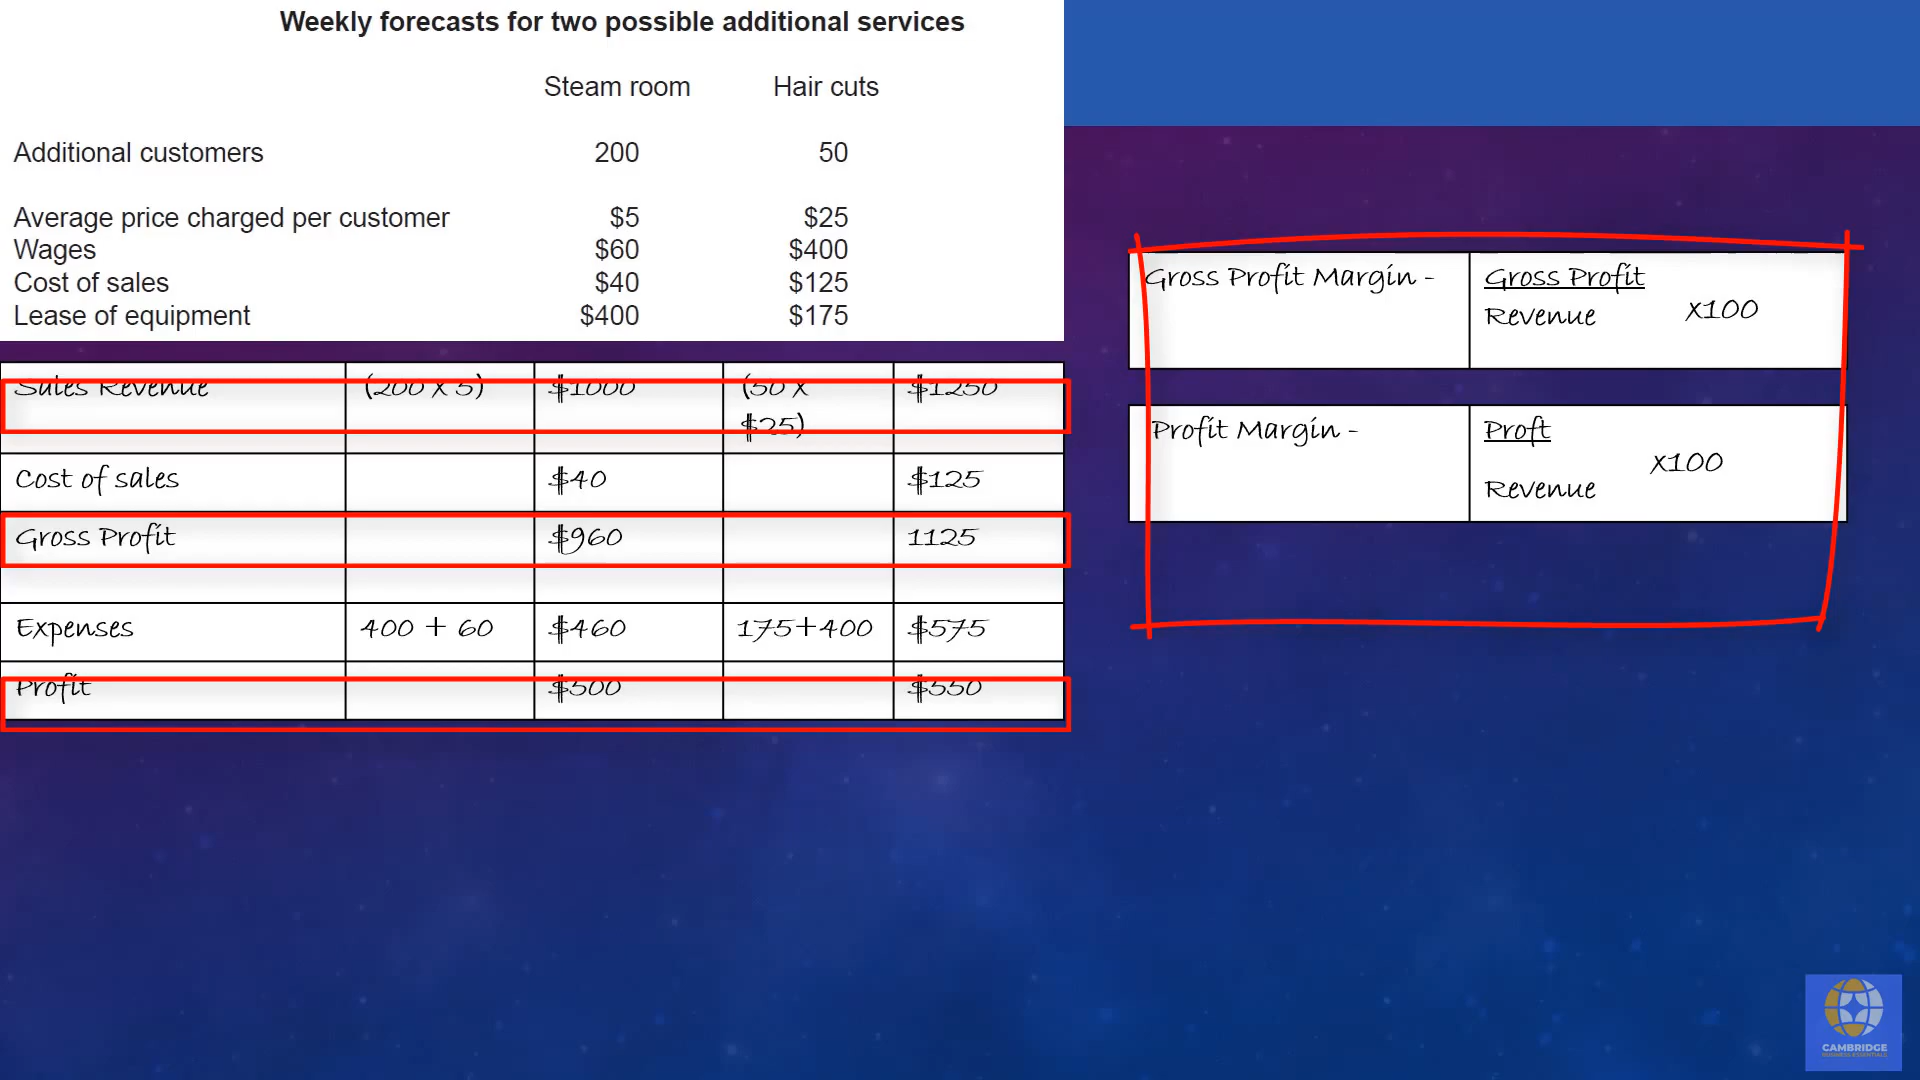 Weekly forecasts for two possible additional services
Steam room Hair cuts
Additional customers 200 50
Average price charged per customer $5 $25
Wages $60 $400
Cost of sales $40 $125
Lease of equipment $400 $175
Sales Revenue (200 x 5) $1000 (50 x $1250
$25)
Cost of sales $40 $125
Gross Profit $960 1125
Expenses 400 + 60 $460 175+400 $575
Profit $500 $550
Gross Profit Margin - Gross Profit
Revenue x100
Profit Margin - Proft
x100
Revenue
CAMBRIDGE
BUSINESS ESSENTIALS